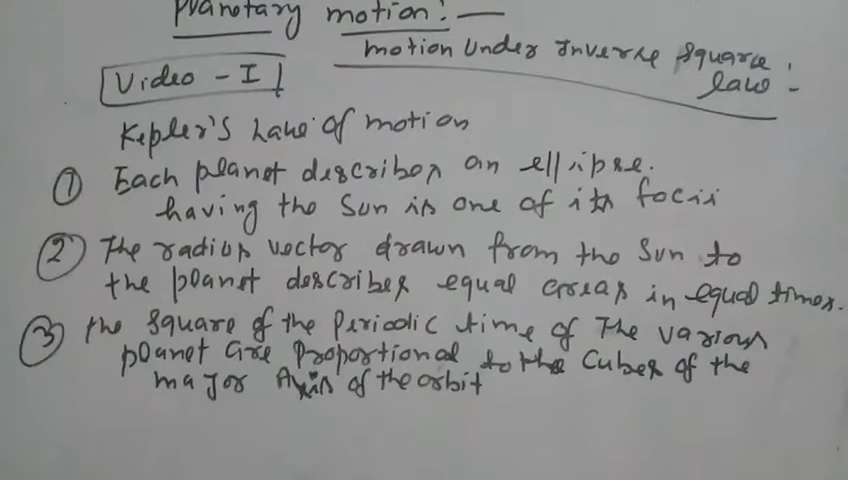 Planetary motion:—
motion Under Inverse Square
law:-
Video - I
Kepler's Law of motion
① Each planet describes an ellipse.
having the Sun in one of its focii
② The radius vector drawn from the Sun to
the planet describes equal areas in equal times.
③ the square of the Periodic time of The various
planet are proportional to the Cubes of the
major Axis of the orbit